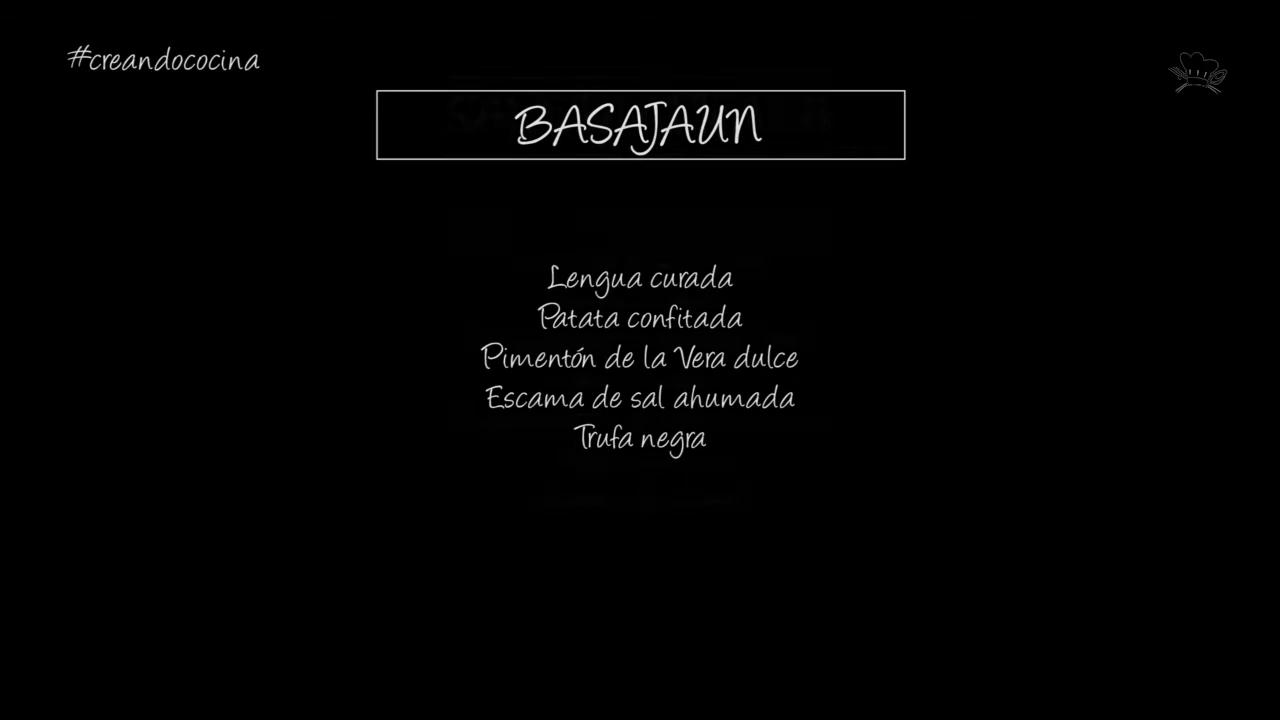 #creandococina
BASAJAUN
Lengua curada
Patata confitada
Pimentón de la Vera dulce
Escama de sal ahumada
Trufa negra